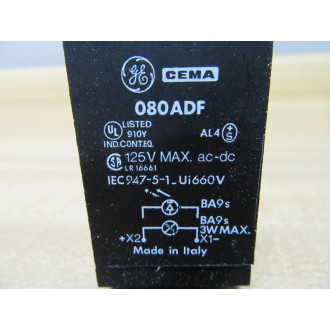 GE CEMA
080ADF
UL LISTED 910Y AL4 S
IND.CONT.EQ.
SA 125V MAX. ac-dc
LR 16661
IEC947-5-1_Ui660V
BA9s
BA9s
3W MAX.
+X2 X1-
Made in Italy